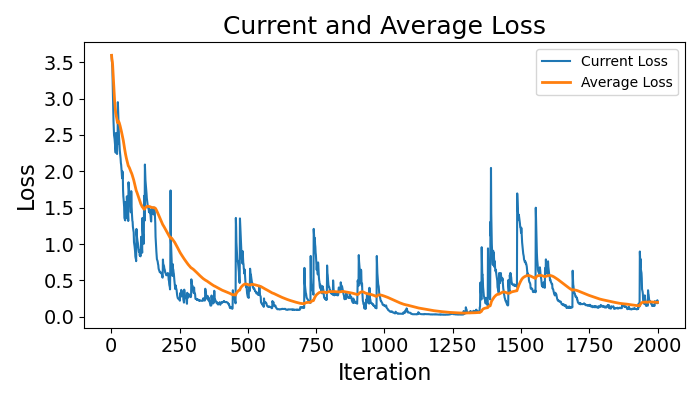 Current and Average Loss
Current Loss
Average Loss
3.5
3.0
2.5
2.0
1.5
1.0
0.5
0.0
Loss
0 250 500 750 1000 1250 1500 1750 2000
Iteration